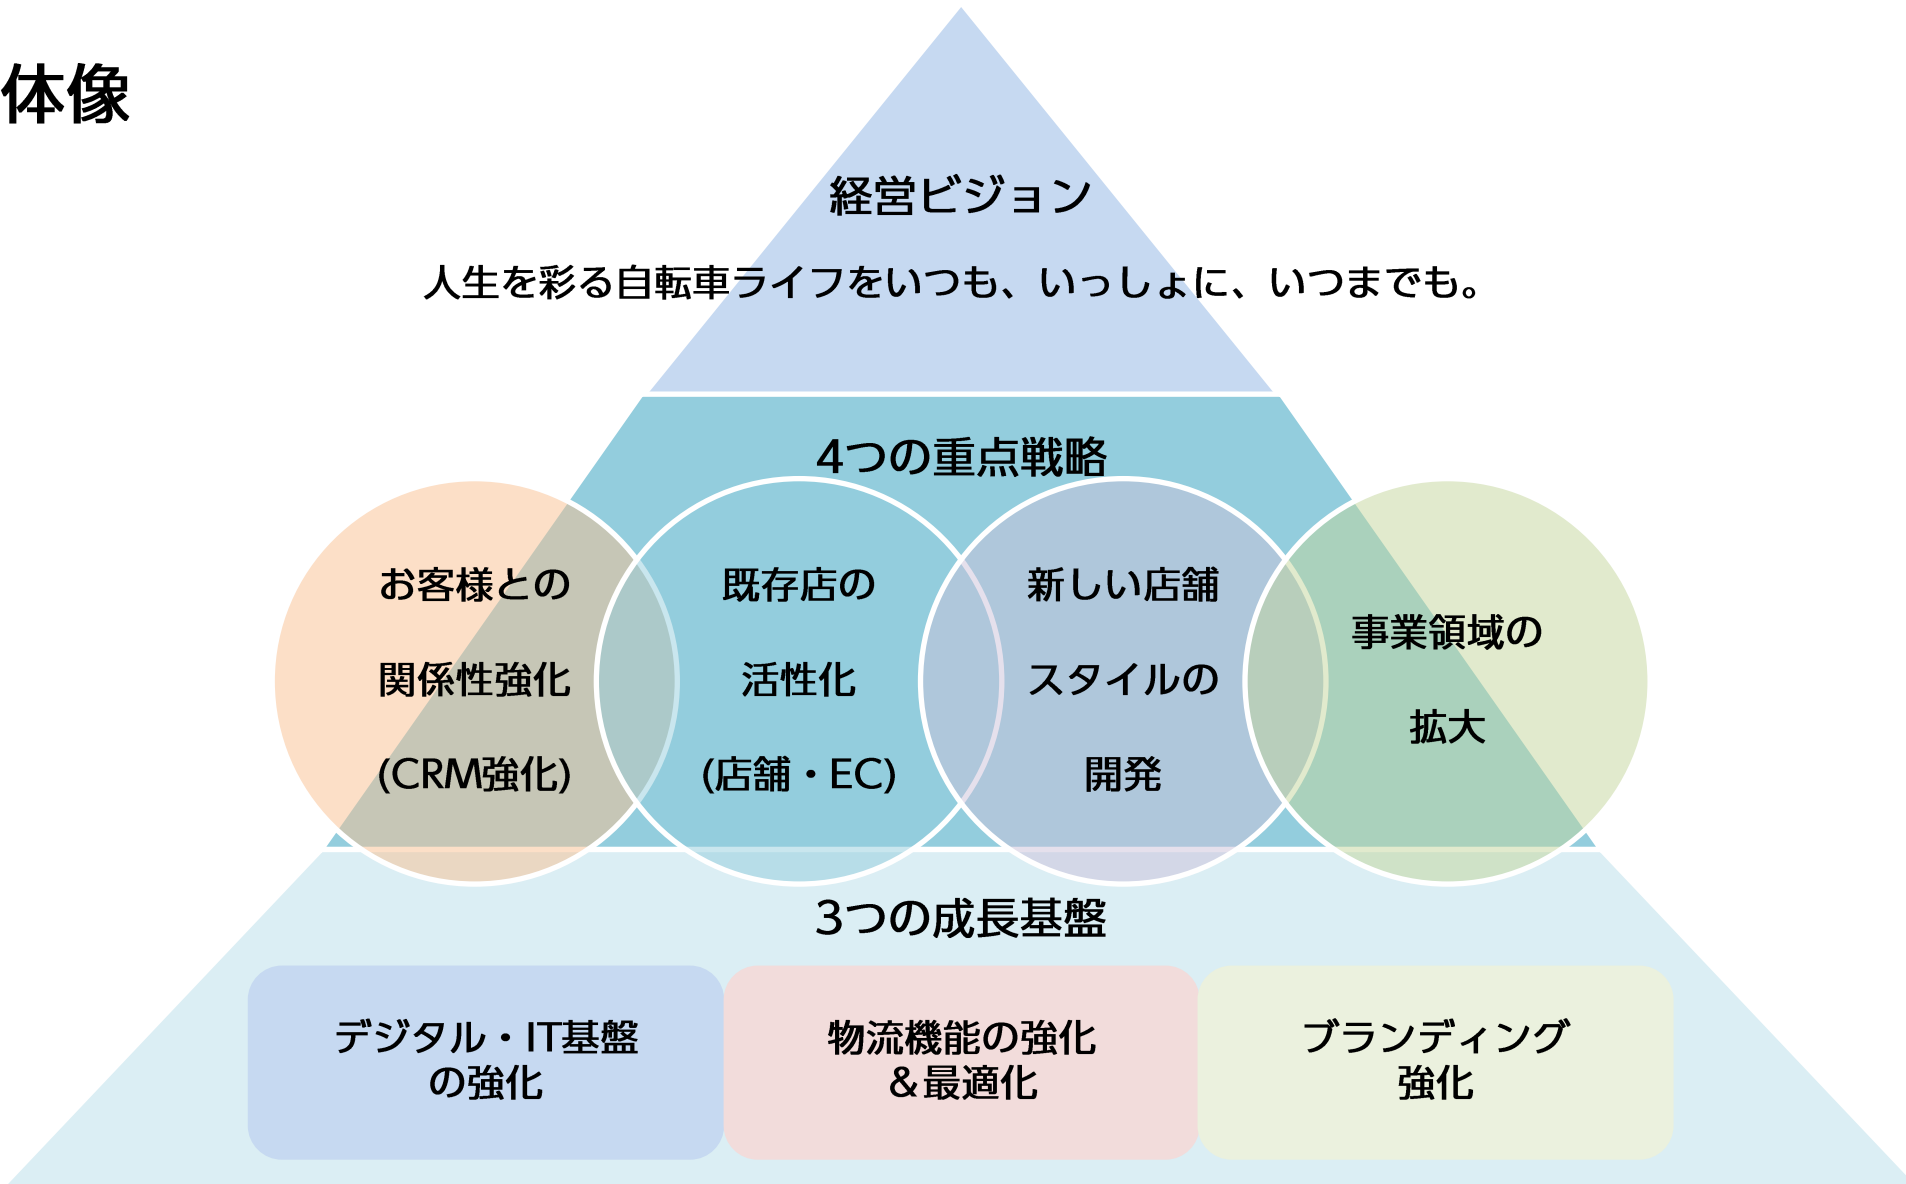 体像
経営ビジョン
人生を彩る自転車ライフをいつも、いっしょに、いつまでも。
4つの重点戦略
お客様との
関係性強化
(CRM強化)
既存店の
活性化
(店舗・EC)
新しい店舗
スタイルの
開発
事業領域の
拡大
3つの成長基盤
デジタル・IT基盤
の強化
物流機能の強化
＆最適化
ブランディング
強化